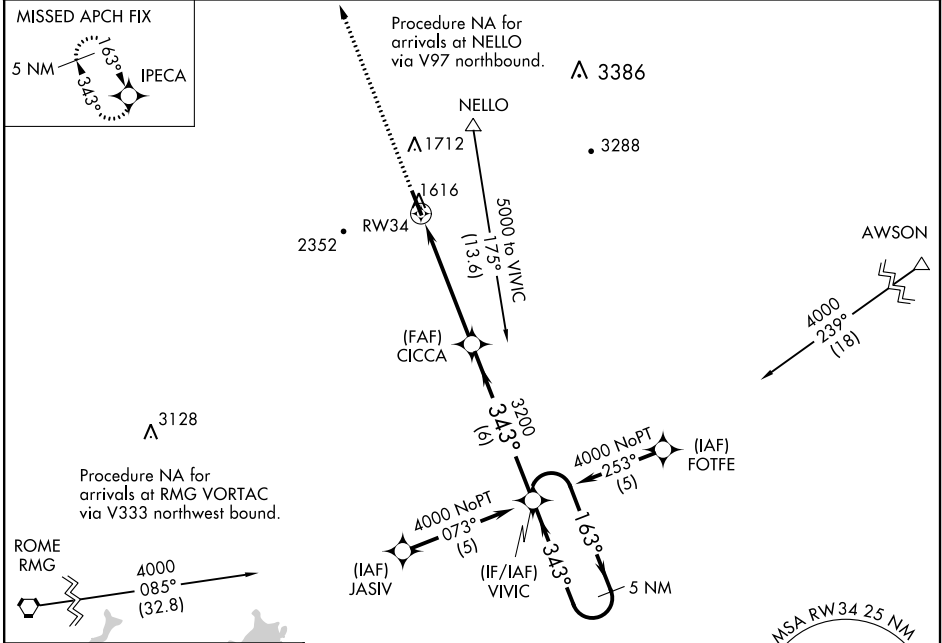 MISSED APCH FIX
5 NM
163°
343°
IPECA
Procedure NA for
arrivals at NELLO
via V97 northbound.
3386
NELLO
1712
3288
1616
RW34
2352
5000 to VIVIC
175°
(13.6)
AWSON
4000
239°
(18)
(FAF)
CICCA
3200
343°
(6)
3128
Procedure NA for
arrivals at RMG VORTAC
via V333 northwest bound.
4000 NoPT
253°
(5)
(IAF)
FOTFE
4000 NoPT
073°
(5)
(IAF)
JASIV
(IF/IAF)
VIVIC
163°
343°
5 NM
ROME
RMG
4000
085°
(32.8)
MSA RW34 25 NM